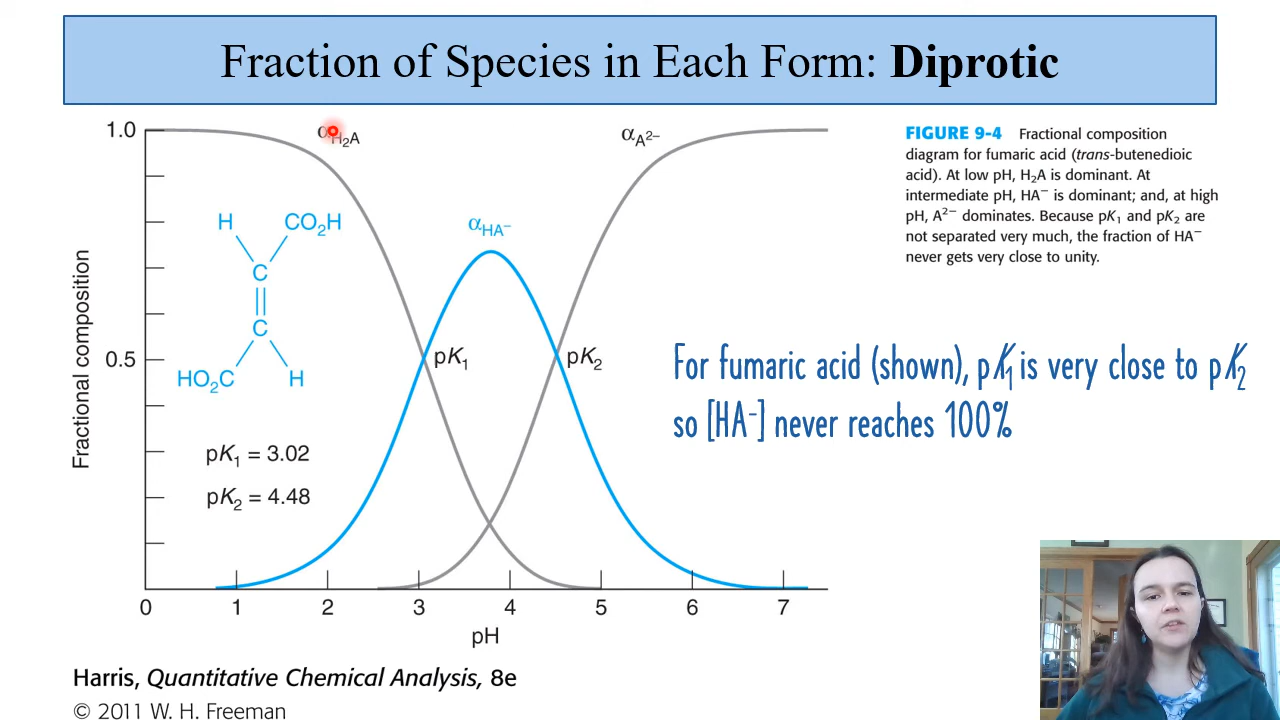 Fraction of Species in Each Form: Diprotic
1.0
0.5
Fractional composition
αH₂A
αHA⁻
αA²⁻
H CO₂H
C
C
HO₂C H
pK₁ = 3.02
pK₂ = 4.48
pK₁
pK₂
0 1 2 3 4 5 6 7
pH
FIGURE 9-4 Fractional composition
diagram for fumaric acid (trans-butenedioic
acid). At low pH, H₂A is dominant. At
intermediate pH, HA⁻ is dominant; and, at high
pH, A²⁻ dominates. Because pK₁ and pK₂ are
not separated very much, the fraction of HA⁻
never gets very close to unity.
For fumaric acid (shown), pK₁ is very close to pK₂
so [HA⁻] never reaches 100%
Harris, Quantitative Chemical Analysis, 8e
© 2011 W. H. Freeman